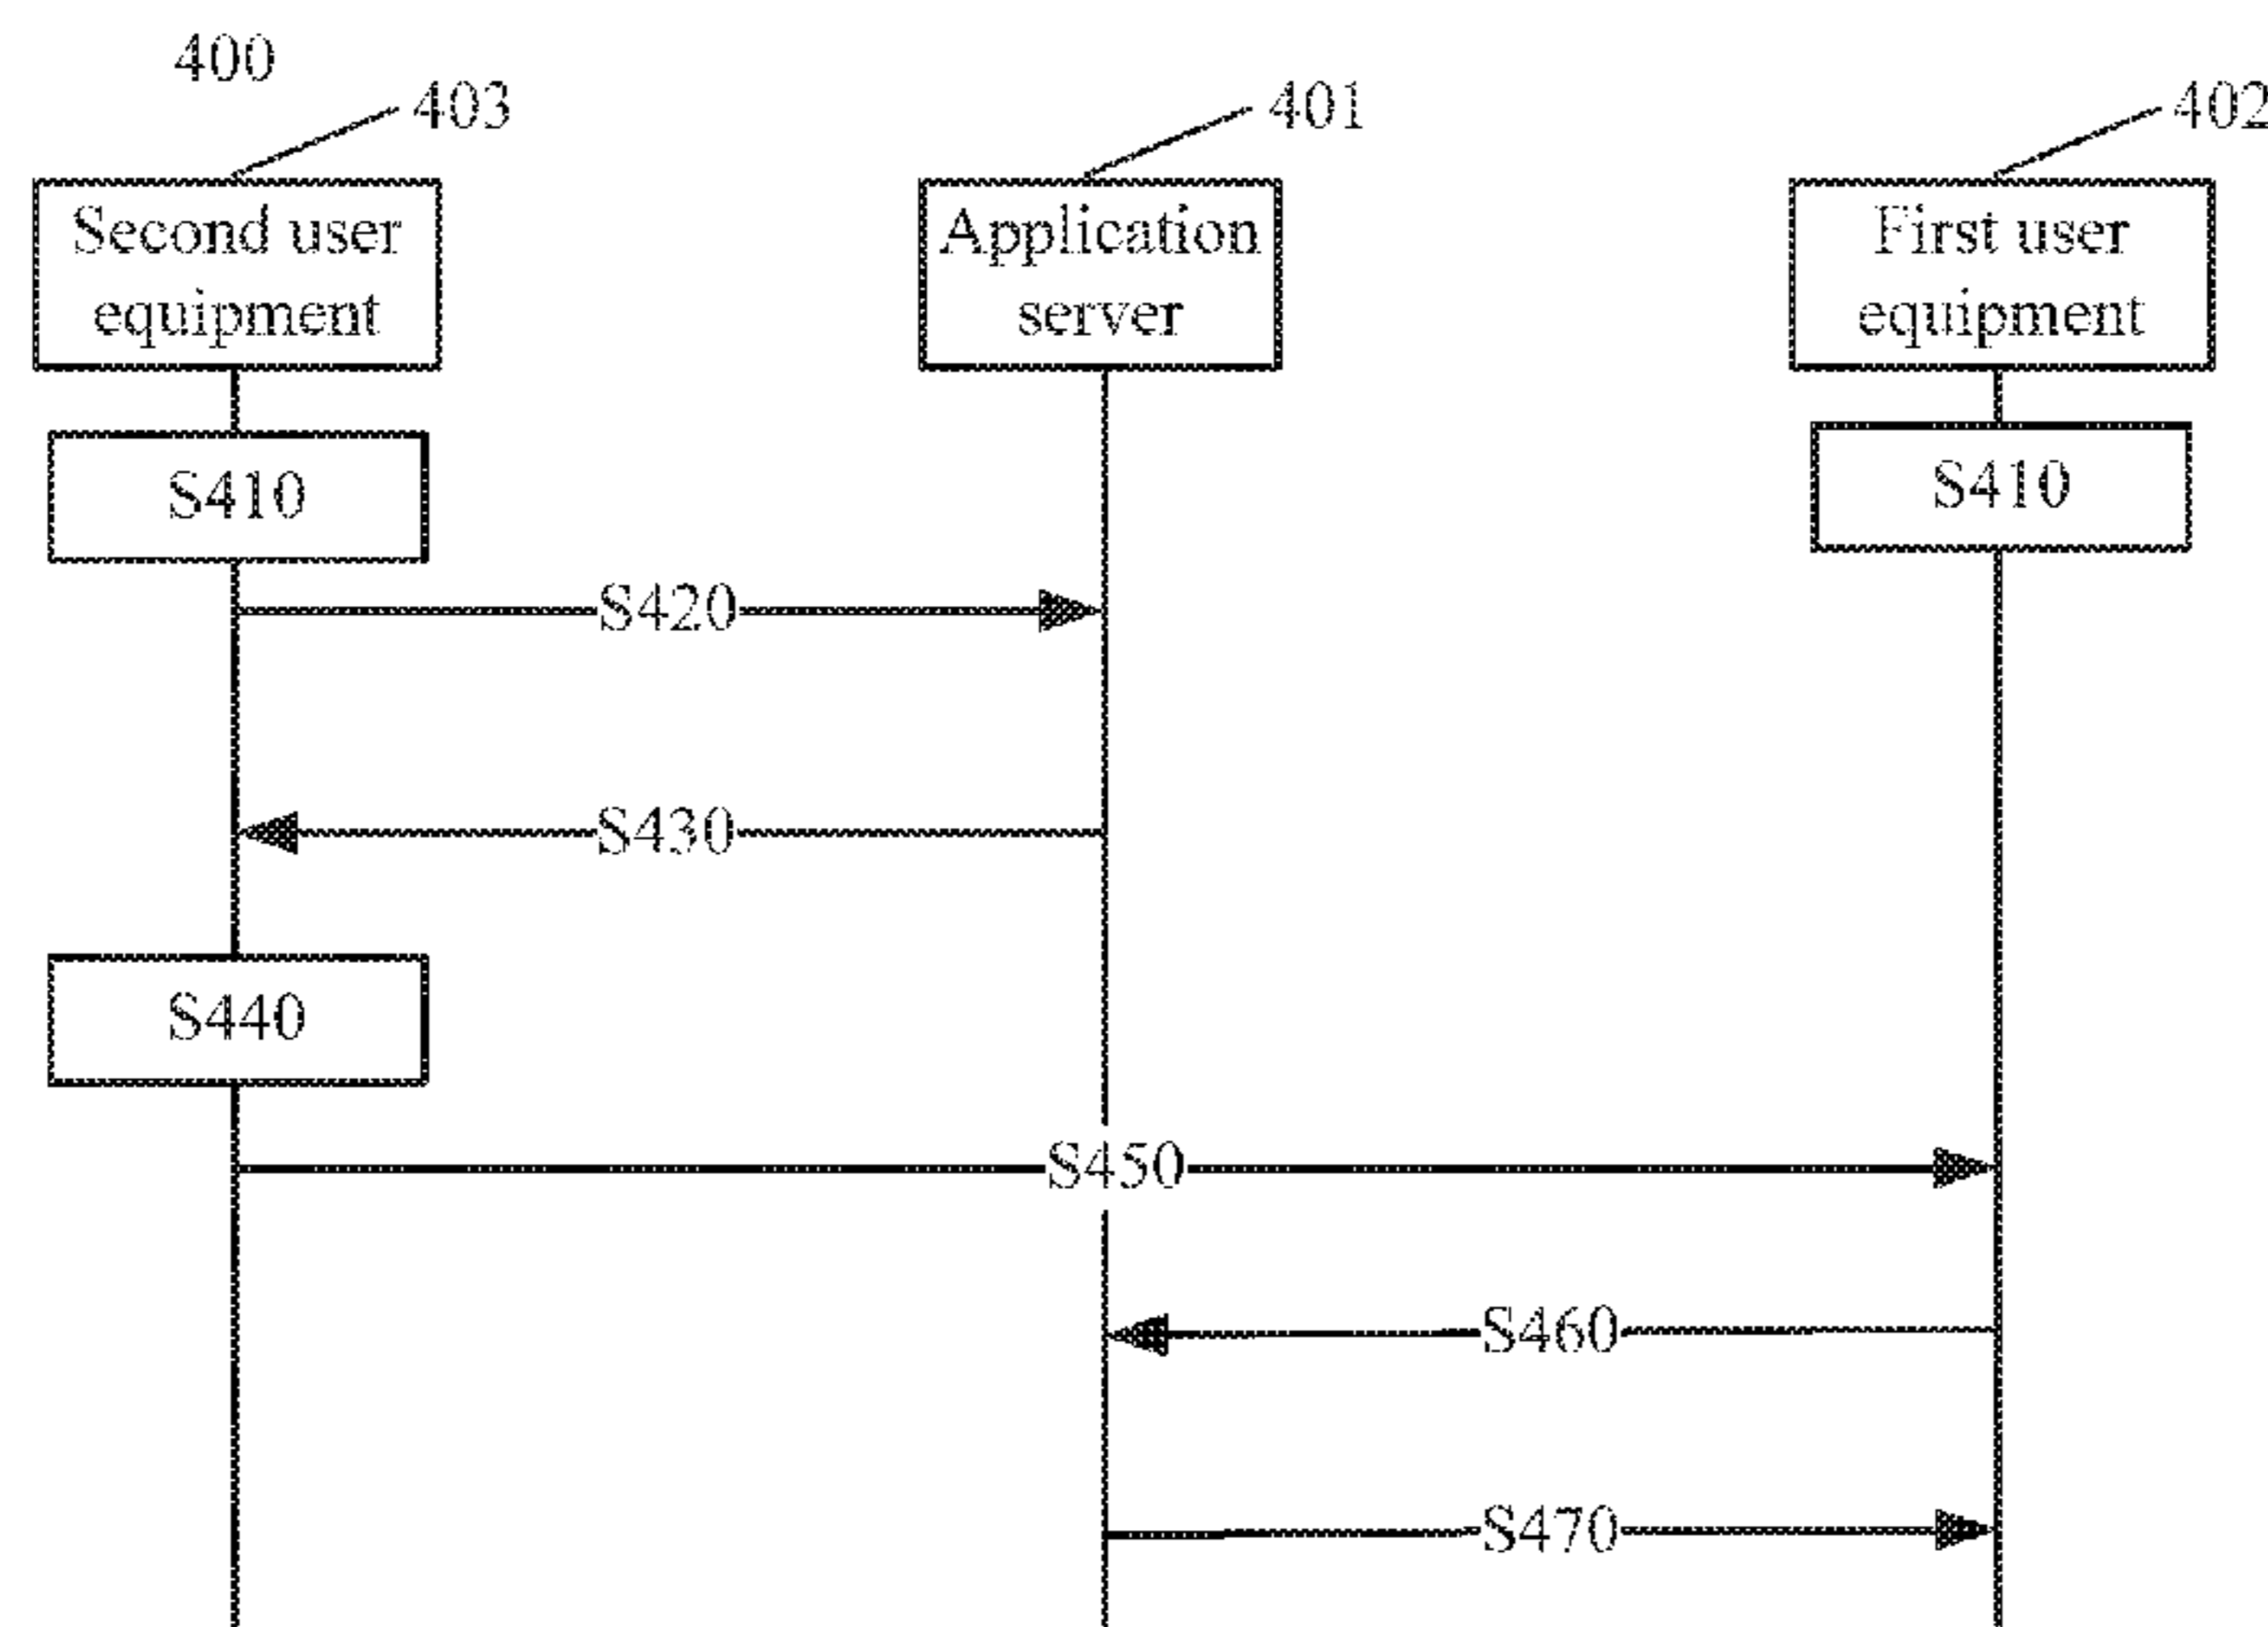 400
403
401
402
Second user
equipment
Application
server
First user
equipment
S410
S410
S420
S430
S440
S450
S460
S470